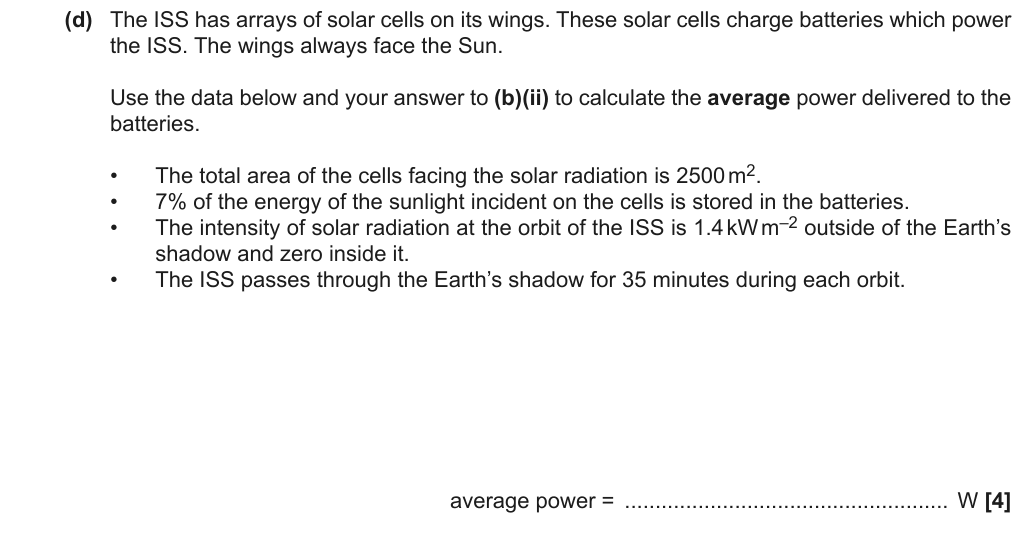 (d) The ISS has arrays of solar cells on its wings. These solar cells charge batteries which power
the ISS. The wings always face the Sun.
Use the data below and your answer to (b)(ii) to calculate the average power delivered to the
batteries.
• The total area of the cells facing the solar radiation is 2500 m².
• 7% of the energy of the sunlight incident on the cells is stored in the batteries.
• The intensity of solar radiation at the orbit of the ISS is 1.4 kW m⁻² outside of the Earth’s
shadow and zero inside it.
• The ISS passes through the Earth’s shadow for 35 minutes during each orbit.
average power = ..................................................... W [4]